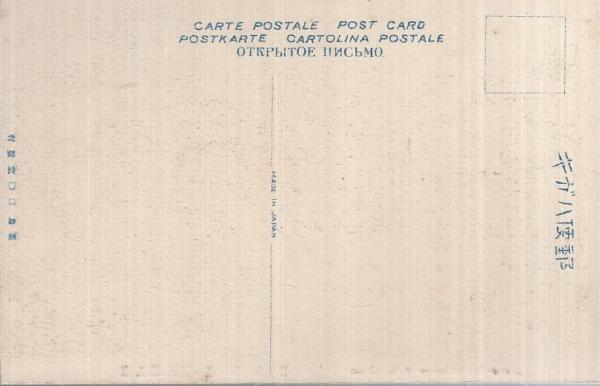 CARTE POSTALE POST CARD
POSTKARTE CARTOLINA POSTALE
ОТКРЫТОЕ ПИСЬМО.
MADE IN JAPAN
郵便ハガキ